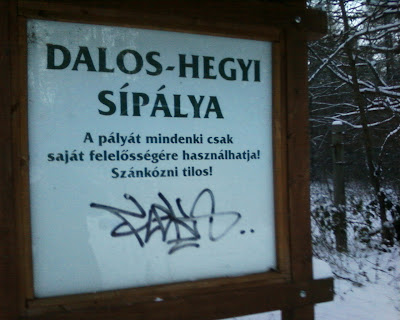 DALOS-HEGYI
SÍPÁLYA
A pályát mindenki csak
saját felelősségére használhatja!
Szánkózni tilos!